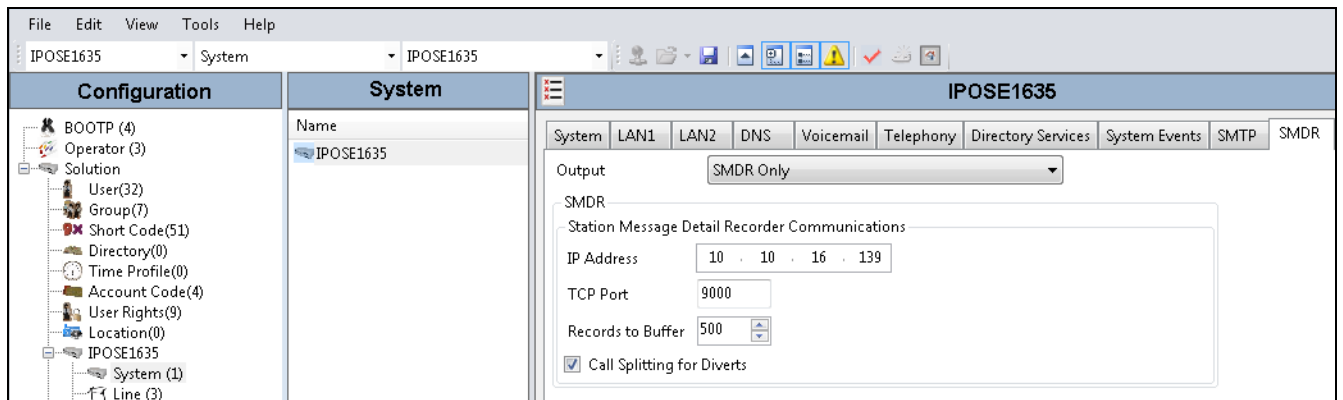 File Edit View Tools Help
IPOSE1635 System IPOSE1635
Configuration
BOOTP (4)
Operator (3)
Solution
User(32)
Group(7)
Short Code(51)
Directory(0)
Time Profile(0)
Account Code(4)
User Rights(9)
Location(0)
IPOSE1635
System (1)
Line (3)
System
Name
IPOSE1635
IPOSE1635
System LAN1 LAN2 DNS Voicemail Telephony Directory Services System Events SMTP SMDR
Output SMDR Only
SMDR
Station Message Detail Recorder Communications
IP Address 10 . 10 . 16 . 139
TCP Port 9000
Records to Buffer 500
Call Splitting for Diverts